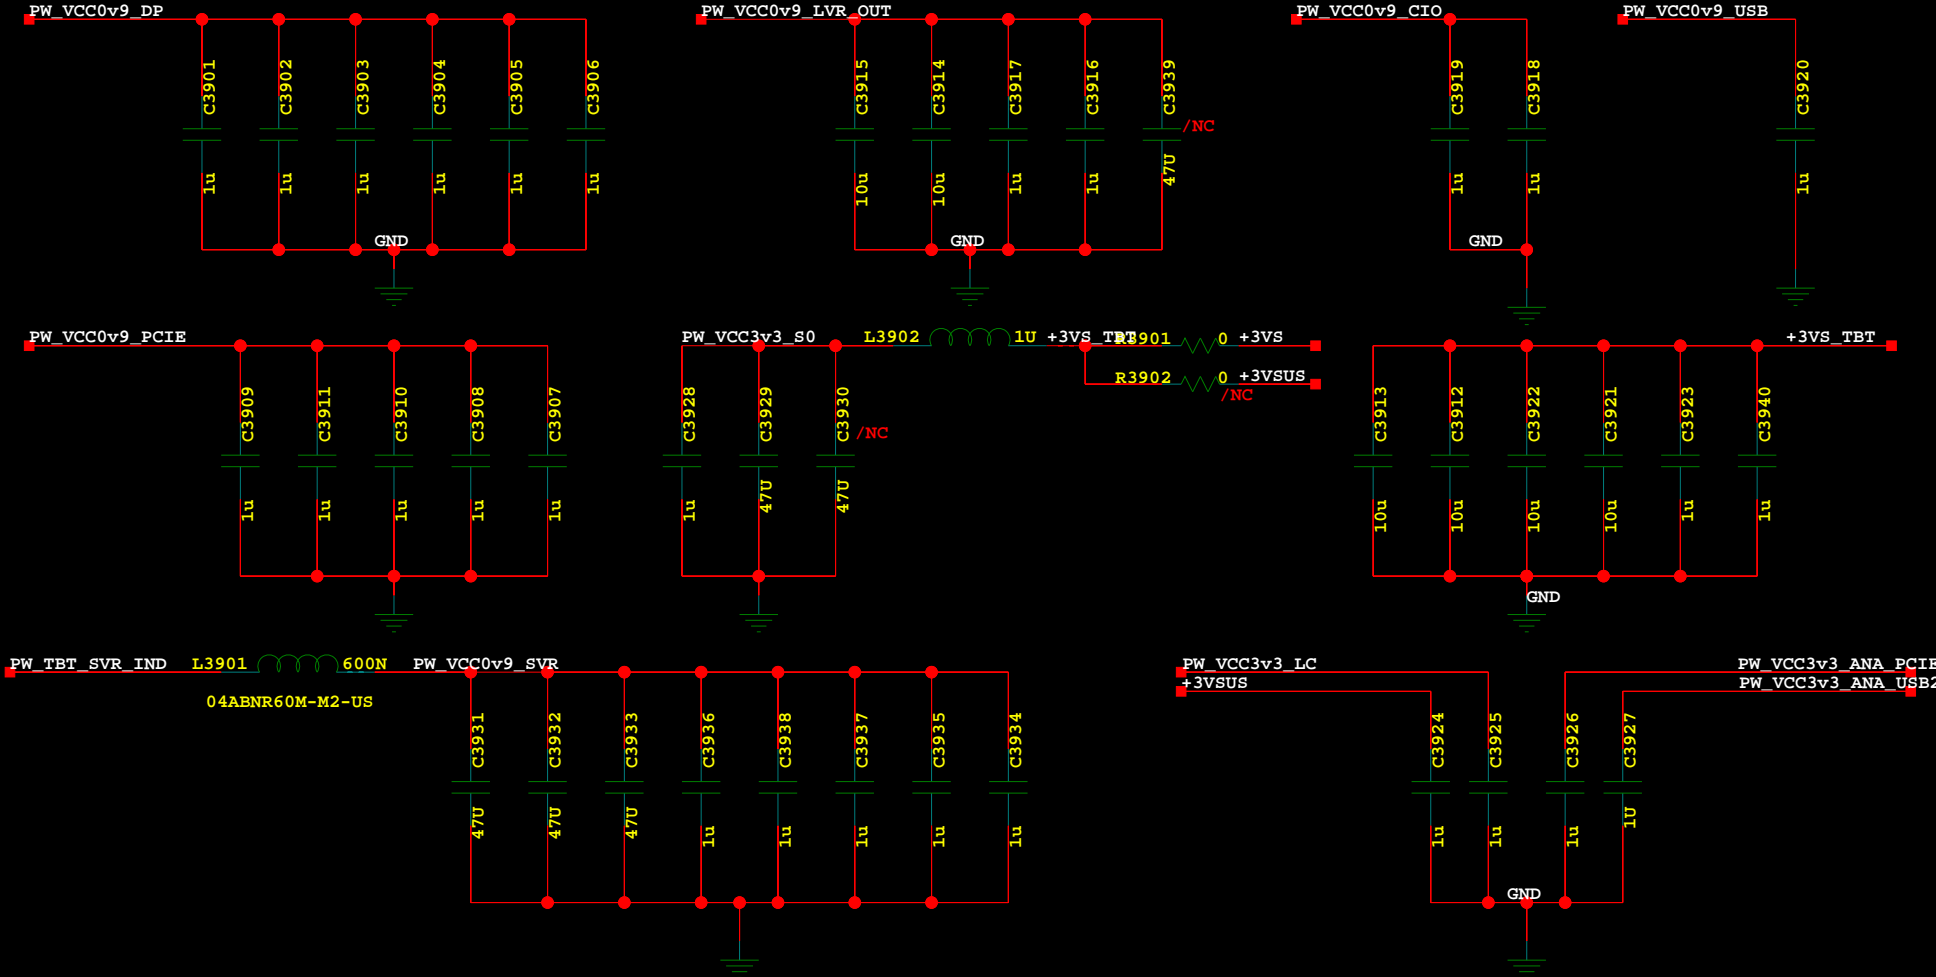 PW_VCC0v9_DP
C3901
C3902
C3903
C3904
C3905
C3906
1u
1u
1u
1u
1u
1u
GND
PW_VCC0v9_LVR_OUT
C3915
C3914
C3917
C3916
C3939
/NC
10u
10u
1u
1u
47U
GND
PW_VCC0v9_CIO
C3919
C3918
1u
1u
GND
PW_VCC0v9_USB
C3920
1u
PW_VCC0v9_PCIE
C3909
C3911
C3910
C3908
C3907
1u
1u
1u
1u
1u
PW_VCC3v3_S0
L3902
1U
+3VS_TBT
R3901
0
+3VS
R3902
0
+3VSUS
/NC
C3928
C3929
C3930
/NC
1u
47U
47U
+3VS_TBT
C3913
C3912
C3922
C3921
C3923
C3940
10u
10u
10u
10u
1u
1u
GND
PW_TBT_SVR_IND
L3901
600N
PW_VCC0v9_SVR
04ABNR60M-M2-US
C3931
C3932
C3933
C3936
C3938
C3937
C3935
C3934
47U
47U
47U
1u
1u
1u
1u
1u
PW_VCC3v3_LC
+3VSUS
PW_VCC3v3_ANA_PCIE
PW_VCC3v3_ANA_USB2
C3924
C3925
C3926
C3927
1u
1u
1u
1U
GND